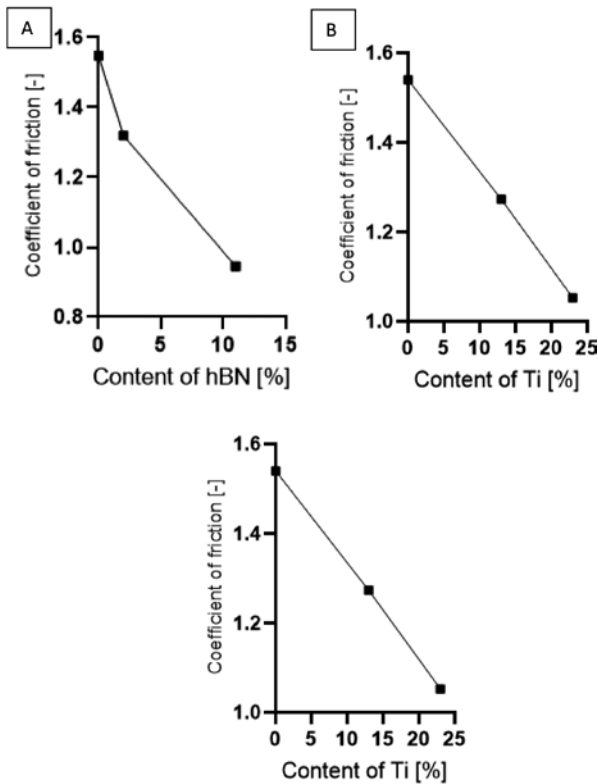 A
Coefficient of friction [-]
1.6
1.4
1.2
1.0
0.8
0 5 10 15
Content of hBN [%]
B
Coefficient of friction [-]
1.6
1.4
1.2
1.0
0 5 10 15 20 25
Content of Ti [%]
Coefficient of friction [-]
1.6
1.4
1.2
1.0
0 5 10 15 20 25
Content of Ti [%]